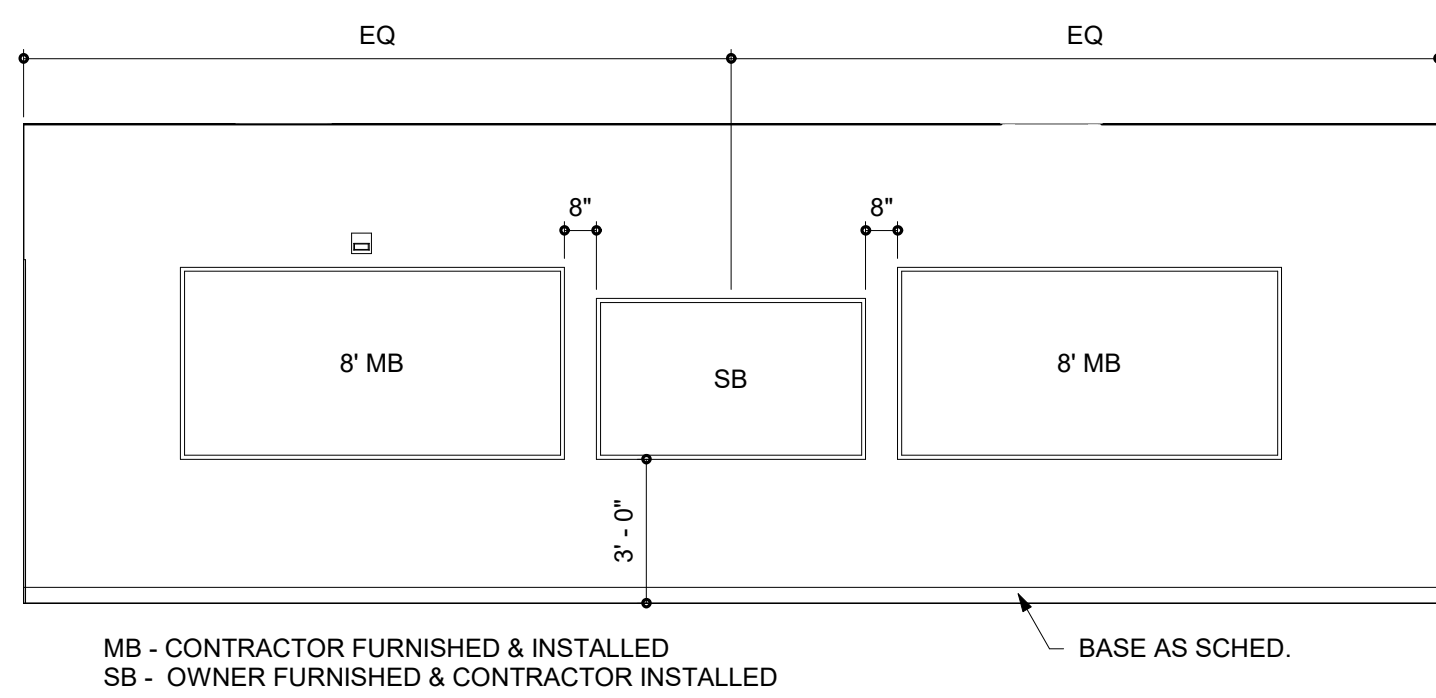 EQ
EQ
8"
8"
8' MB
SB
8' MB
3' - 0"
MB - CONTRACTOR FURNISHED & INSTALLED
SB - OWNER FURNISHED & CONTRACTOR INSTALLED
BASE AS SCHED.